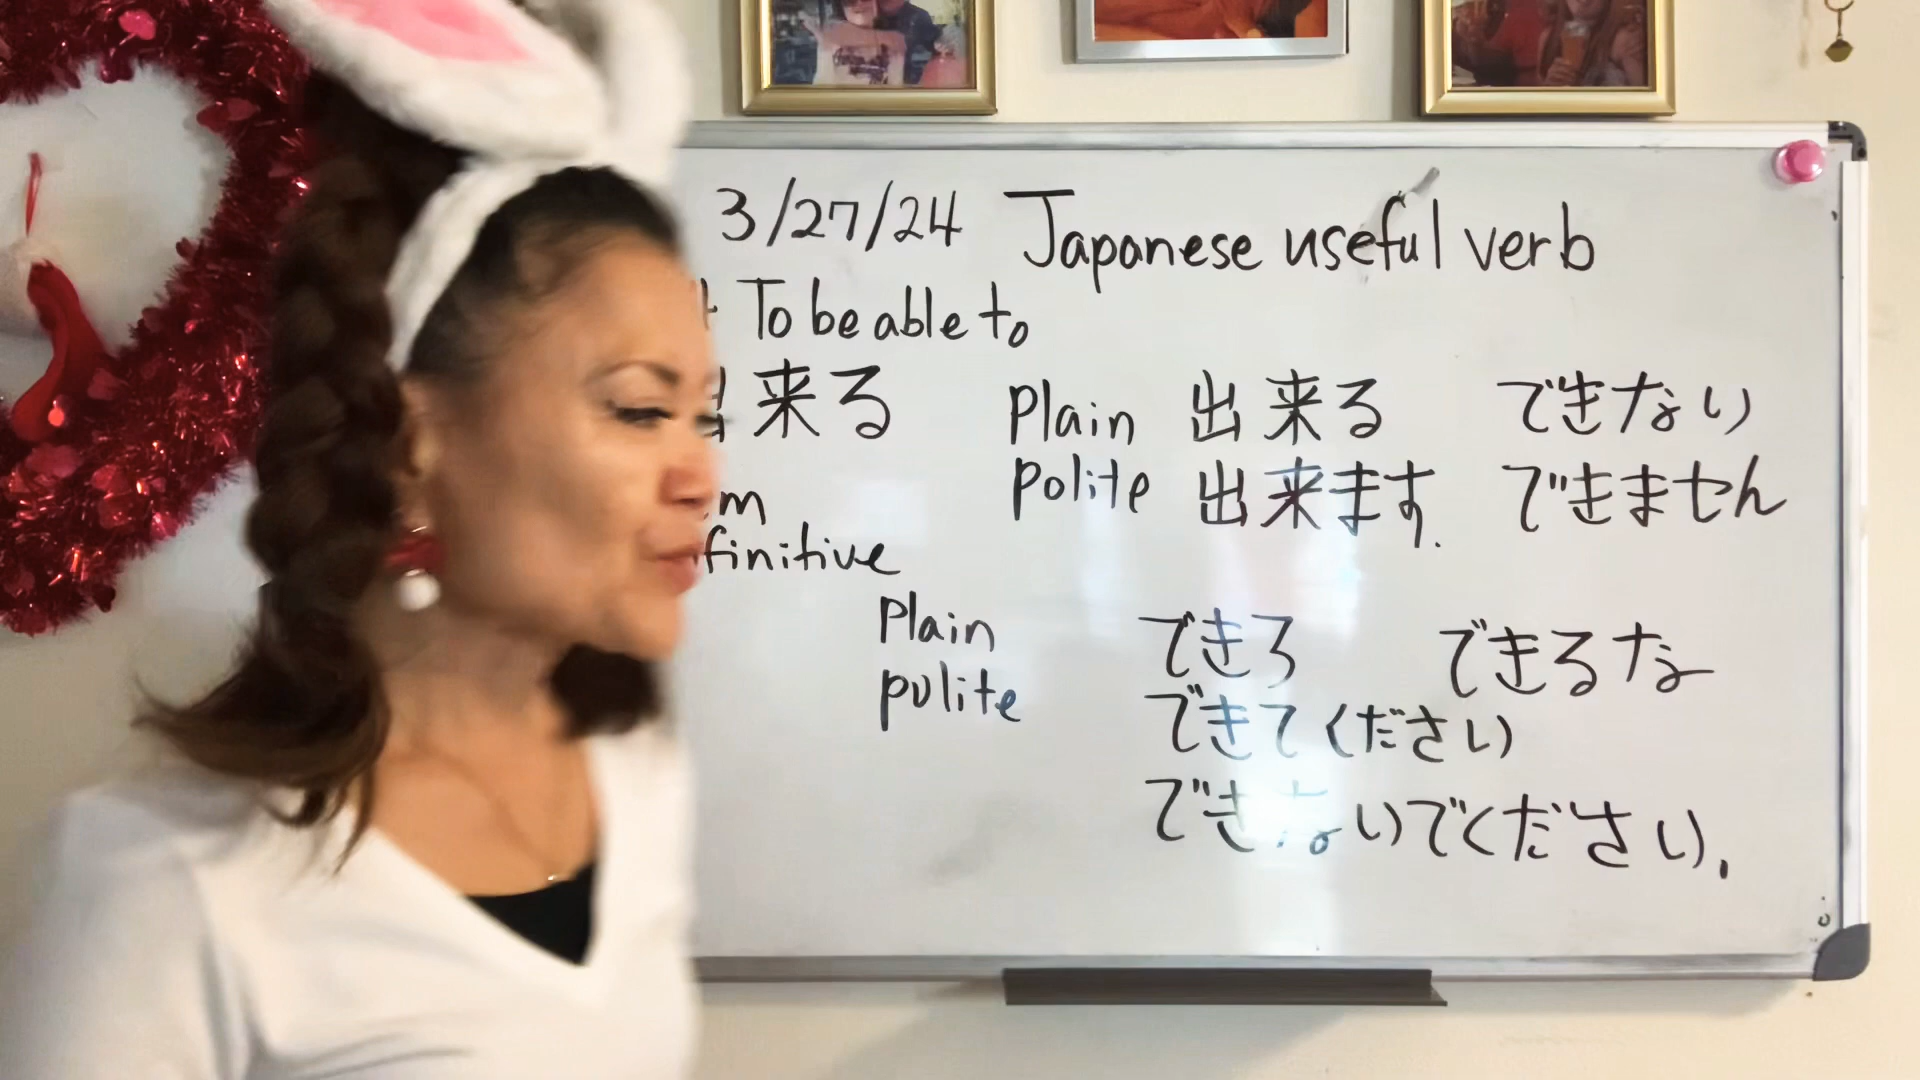 3/27/24 Japanese useful verb
To be able to
出来る
Plain 出来る できない
polite 出来ます. できません
finitive
Plain できろ できるな
polite できてください
できないでください.